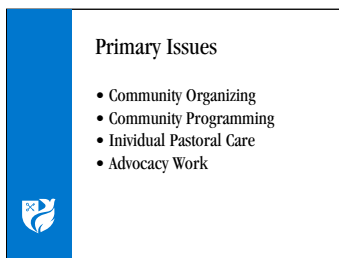 Primary Issues
• Community Organizing
• Community Programming
• Inividual Pastoral Care
• Advocacy Work